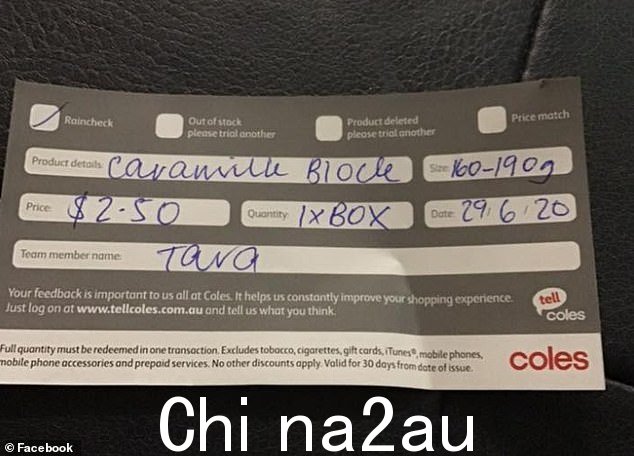 Raincheck
Out of stock
please trial another
Product deleted
please trial another
Price match
Product details: Caramilk Block
Size: 160-190g
Price: $2-50
Quantity: 1xBOX
Date: 29/6/20
Team member name: Tara
Your feedback is important to us all at Coles. It helps us constantly improve your shopping experience.
Just log on at www.tellcoles.com.au and tell us what you think.
tell
coles
Full quantity must be redeemed in one transaction. Excludes tobacco, cigarettes, gift cards, iTunes®, mobile phones,
mobile phone accessories and prepaid services. No other discounts apply. Valid for 30 days from date of issue.
coles
Chi na2au
© Facebook